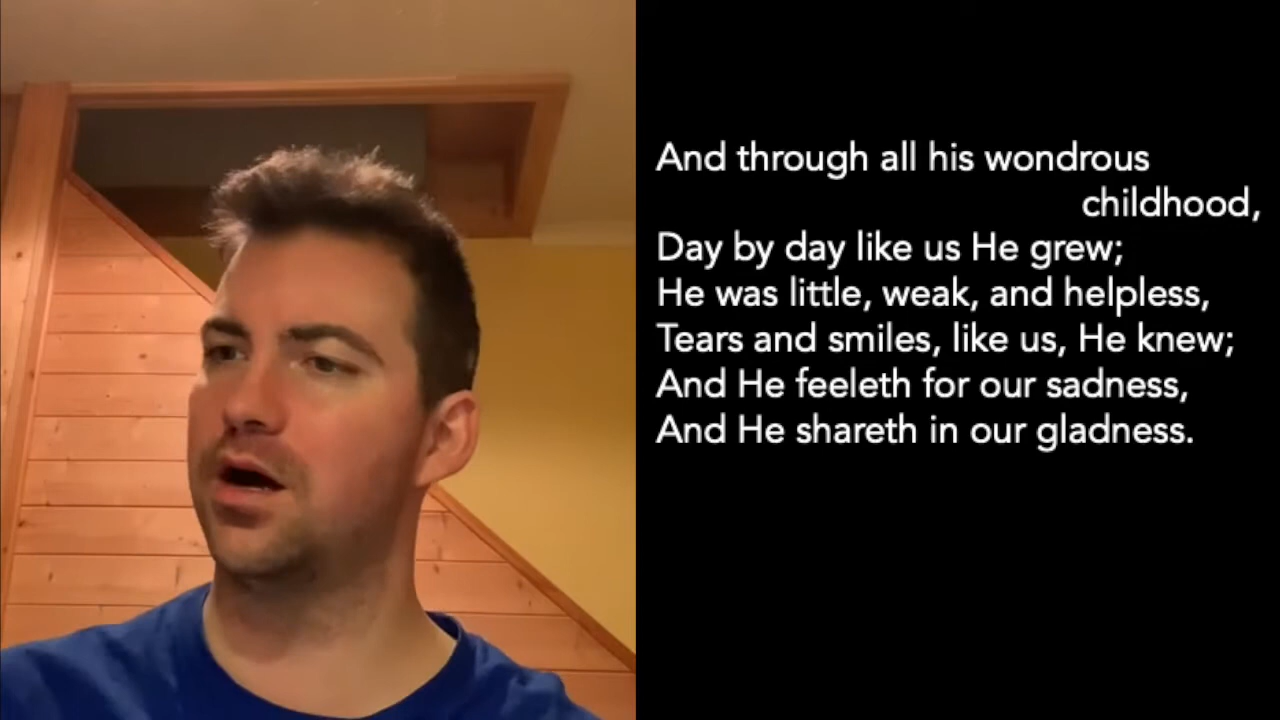 And through all his wondrous
childhood,
Day by day like us He grew;
He was little, weak, and helpless,
Tears and smiles, like us, He knew;
And He feeleth for our sadness,
And He shareth in our gladness.